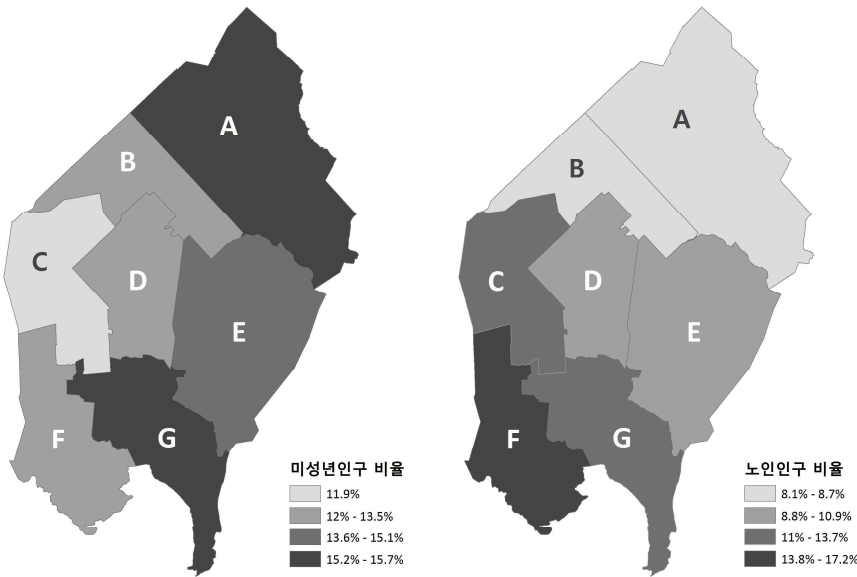 A
B
C
D
E
F
G
미성년인구 비율
11.9%
12% - 13.5%
13.6% - 15.1%
15.2% - 15.7%
A
B
C
D
E
F
G
노인인구 비율
8.1% - 8.7%
8.8% - 10.9%
11% - 13.7%
13.8% - 17.2%